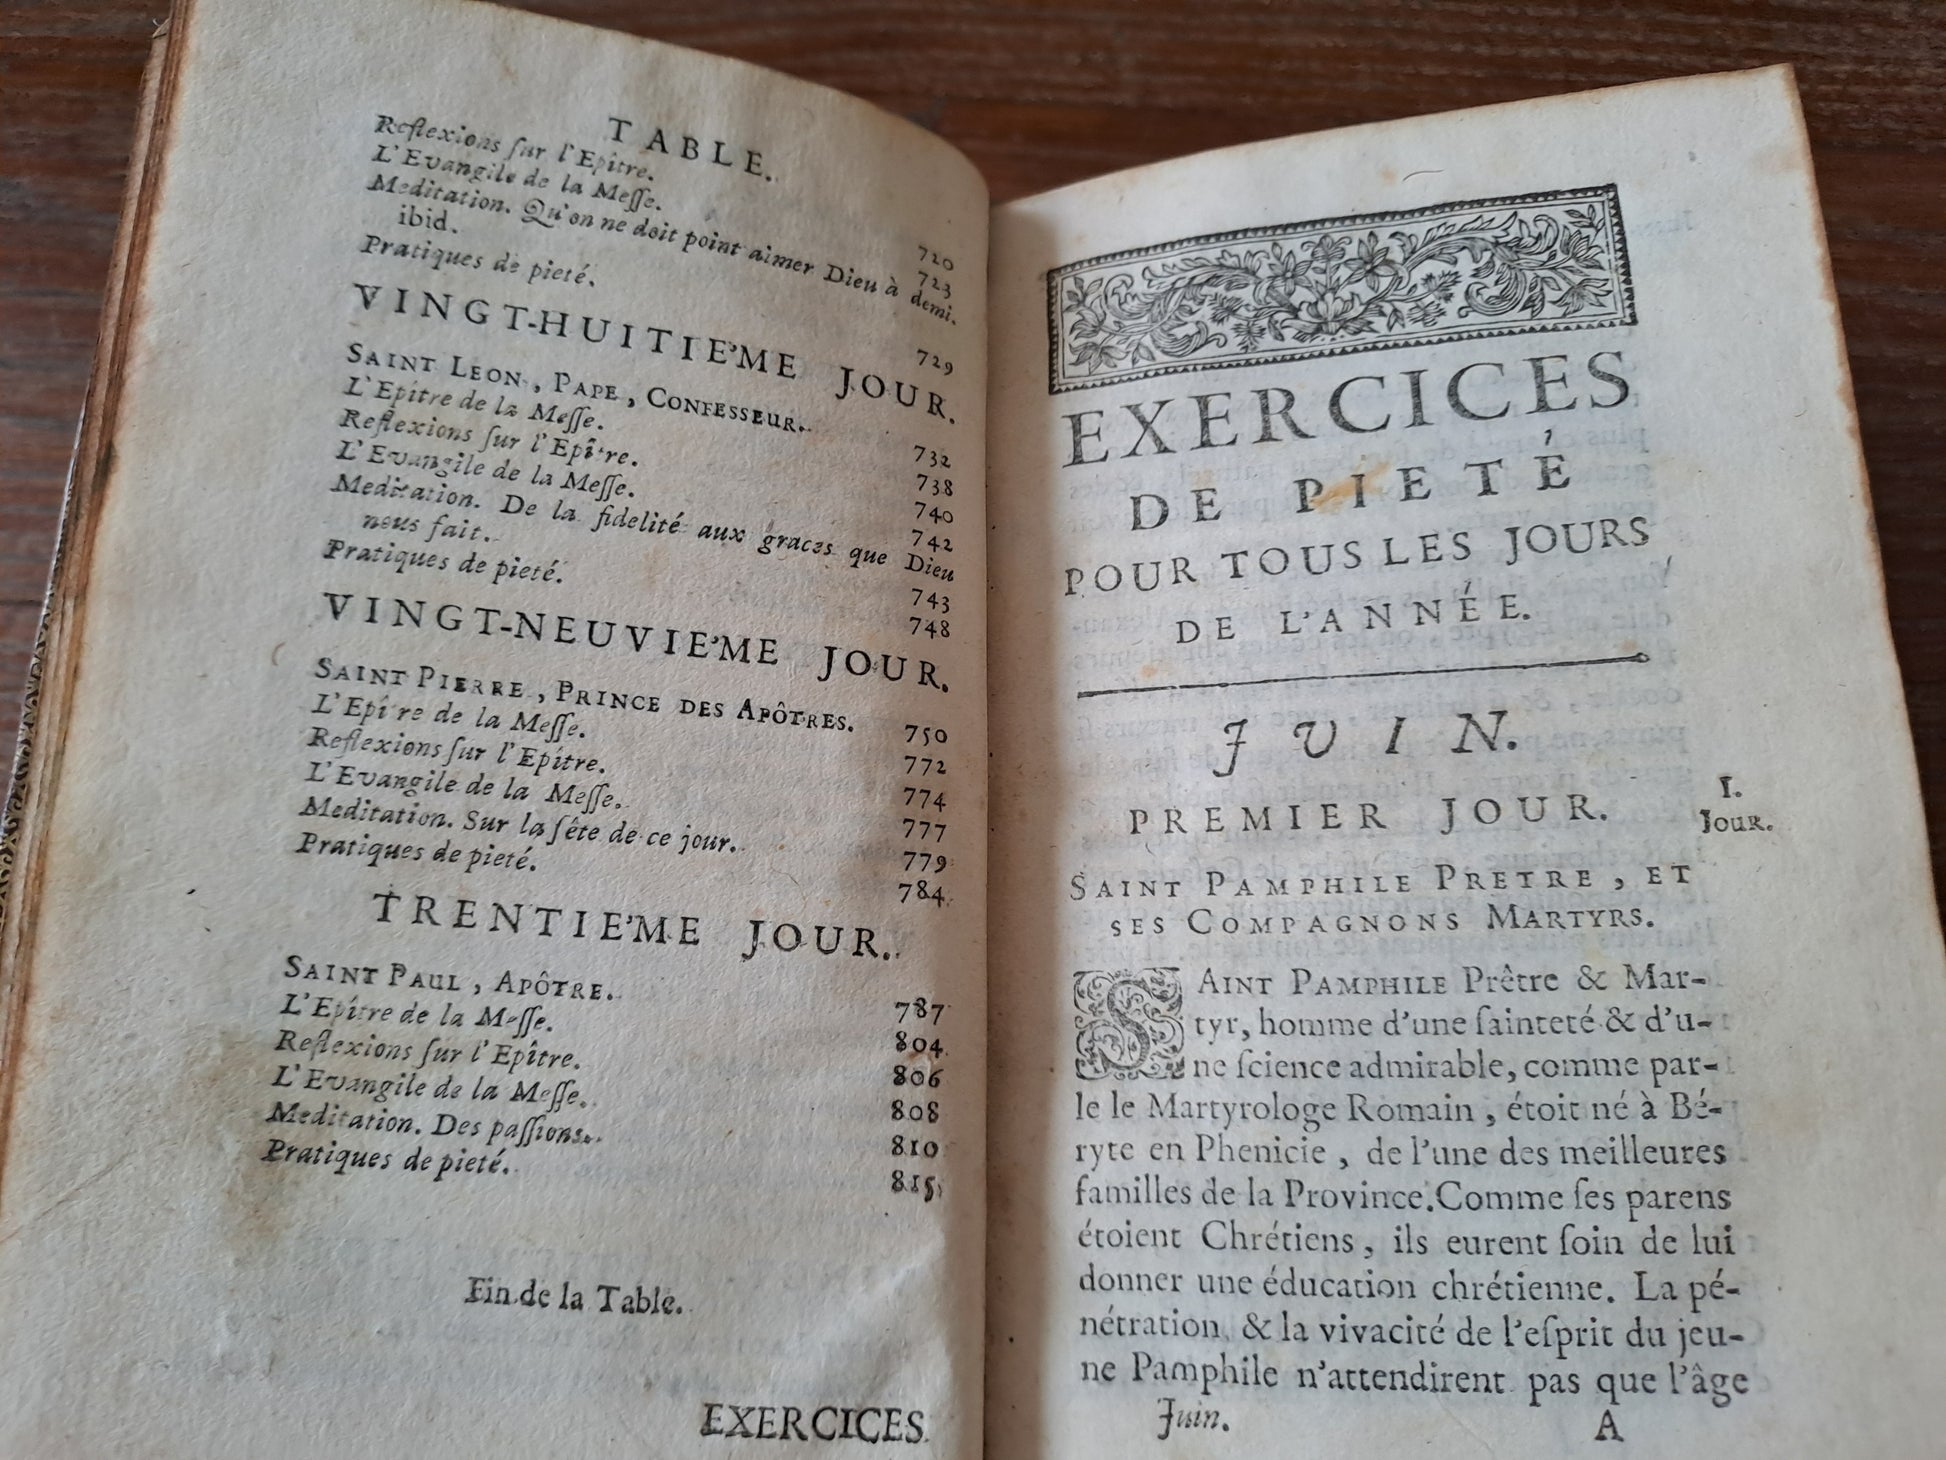 TABLE.
Reflexions ſur l'Epître.
L'Evangile de la Meſſe. 720
Meditation. Qu'on ne doit point aimer Dieu à demi. 723
ibid.
Pratiques de pieté. 729
VINGT-HUITIE'ME JOUR.
SAINT LEON, PAPE, CONFESSEUR. 732
L'Epître de la Meſſe. 738
Reflexions ſur l'Epître. 740
L'Evangile de la Meſſe. 742
Meditation. De la fidelité aux graces que Dieu
nous fait. 743
Pratiques de pieté. 748
VINGT-NEUVIE'ME JOUR.
SAINT PIERRE, PRINCE DES APÔTRES. 750
L'Epître de la Meſſe. 772
Reflexions ſur l'Epître. 774
L'Evangile de la Meſſe. 777
Meditation. Sur la fête de ce jour. 779
Pratiques de pieté. 784
TRENTIE'ME JOUR.
SAINT PAUL, APÔTRE. 787
L'Epître de la Meſſe. 804
Reflexions ſur l'Epître. 806
L'Evangile de la Meſſe. 808
Meditation. Des paſſions. 810
Pratiques de pieté. 815
Fin de la Table.
EXERCICES
EXERCICES
DE PIETÉ
POUR TOUS LES JOURS
DE L'ANNÉE.
JUIN.
PREMIER JOUR.
I.
JOUR.
SAINT PAMPHILE PRETRE, ET
SES COMPAGNONS MARTYRS.
SAINT PAMPHILE Prêtre & Mar-
tyr, homme d'une ſainteté & d'u-
ne ſcience admirable, comme par-
le le Martyrologe Romain, étoit né à Bé-
ryte en Phenicie, de l'une des meilleures
familles de la Province. Comme ſes parens
étoient Chrétiens, ils eurent ſoin de lui
donner une éducation chrétienne. La pé-
nétration & la vivacité de l'eſprit du jeu-
ne Pamphile n'attendirent pas que l'âge
Juin. A